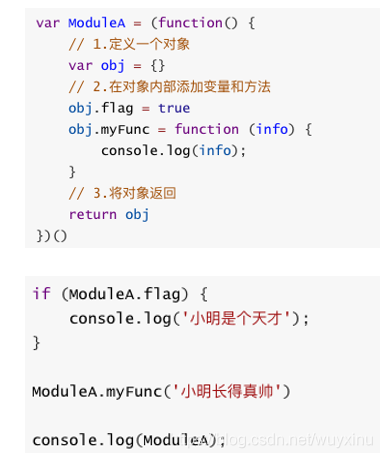 var ModuleA = (function() {
    // 1.定义一个对象
    var obj = {}
    // 2.在对象内部添加变量和方法
    obj.flag = true
    obj.myFunc = function (info) {
        console.log(info);
    }
    // 3.将对象返回
    return obj
})()
if (ModuleA.flag) {
    console.log('小明是个天才');
}
ModuleA.myFunc('小明长得真帅')
console.log(ModuleA);
blog.csdn.net/wuyxinu